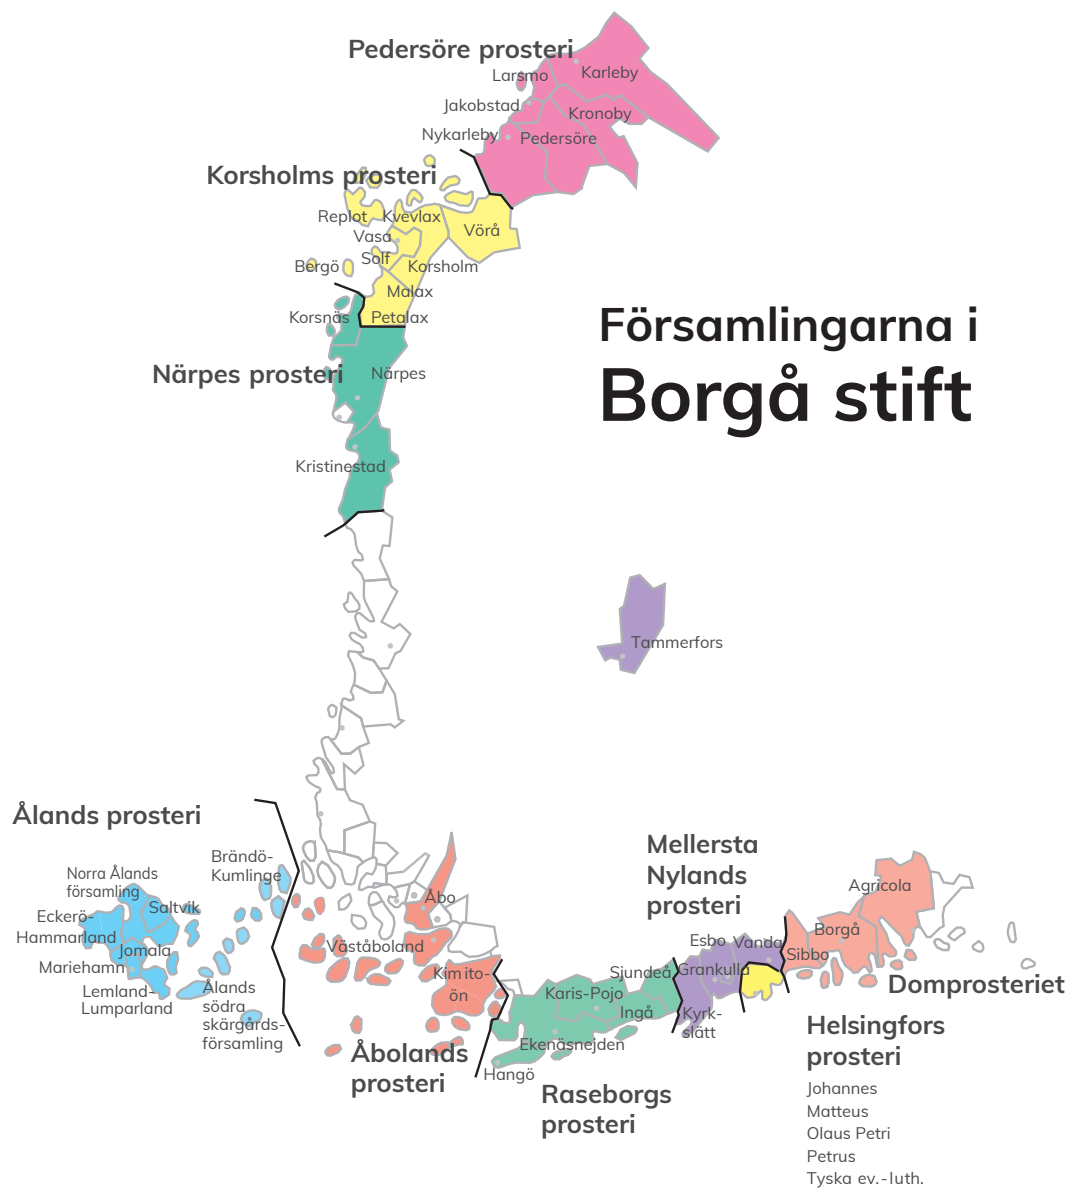 Pedersöre prosteri
Larsmo
Karleby
Jakobstad
Kronoby
Nykarleby
Pedersöre
Korsholms prosteri
Replot
Kvevlax
Vörå
Vasa
Solf
Bergö
Korsholm
Malax
Korsnäs
Petalax
Församlingarna i
Borgå stift
Närpes prosteri
Närpes
Kristinestad
Tammerfors
Ålands prosteri
Brändö-
Kumlinge
Norra Ålands
församling
Saltvik
Eckerö-
Hammarland
Jomala
Mariehamn
Lemland-
Lumparland
Ålands
södra
skärgårds-
församling
Åbo
Väståboland
Kimito-
ön
Åbolands
prosteri
Mellersta
Nylands
prosteri
Esbo
Vanda
Grankulla
Kyrk-
slätt
Sjundeå
Karis-Pojo
Ingå
Ekenäsnejden
Hangö
Raseborgs
prosteri
Agricola
Borgå
Sibbo
Domprosteriet
Helsingfors
prosteri
Johannes
Matteus
Olaus Petri
Petrus
Tyska ev.-luth.